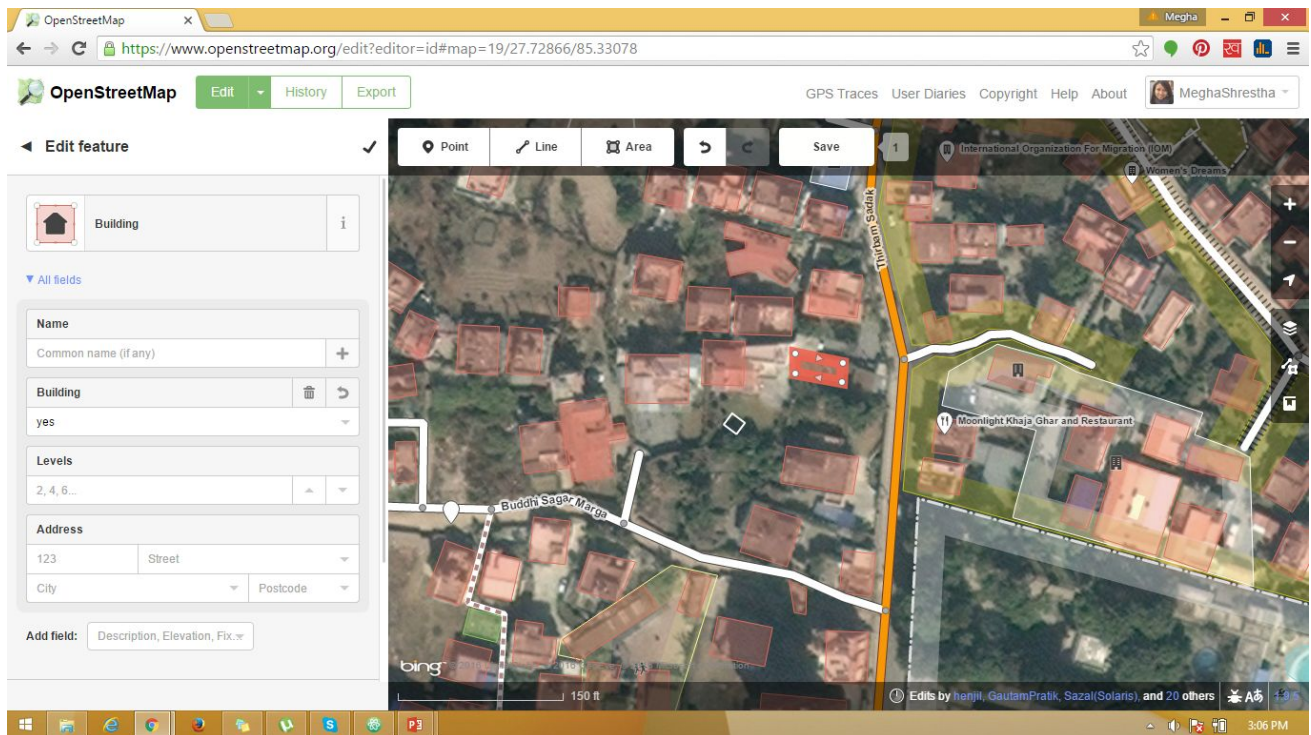 OpenStreetMap
Megha
https://www.openstreetmap.org/edit?editor=id#map=19/27.72866/85.33078
OpenStreetMap
Edit
History
Export
GPS Traces
User Diaries
Copyright
Help
About
MeghaShrestha
Edit feature
Point
Line
Area
Save
1
International Organization For Migration (IOM)
Women's Dreams
Building
All fields
Name
Common name (if any)
Building
yes
Levels
2, 4, 6...
Address
123
Street
City
Postcode
Add field:
Description, Elevation, Fix..
Thirbam Sadak
Moonlight Khaja Ghar and Restaurant
Buddhi Sagar Marga
bing
150 ft
Edits by henjil, GautamPratik, Sazal(Solaris), and 20 others
3:06 PM